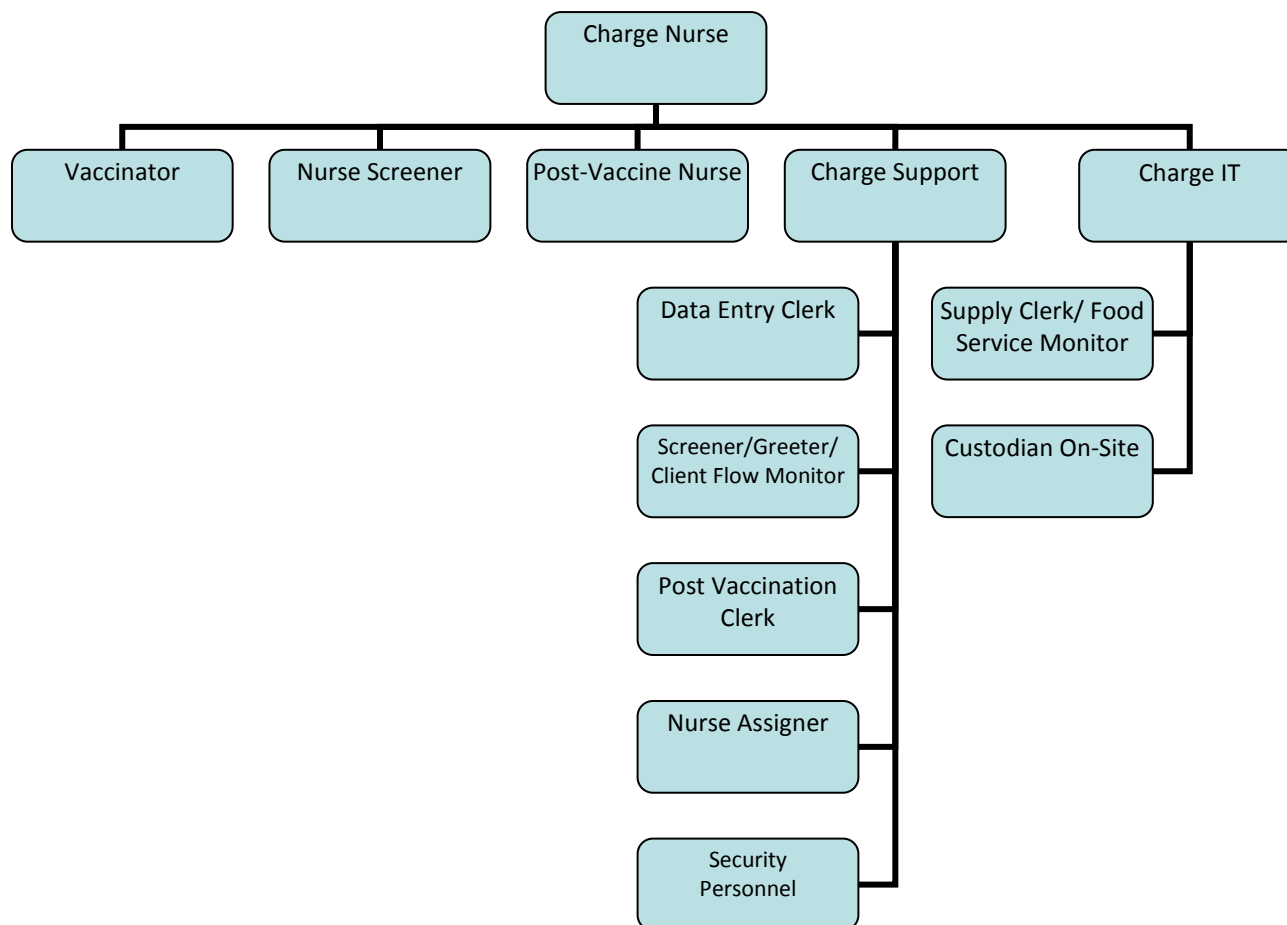 Charge Nurse
Vaccinator
Nurse Screener
Post-Vaccine Nurse
Charge Support
Charge IT
Data Entry Clerk
Supply Clerk/ Food
Service Monitor
Screener/Greeter/
Client Flow Monitor
Custodian On-Site
Post Vaccination
Clerk
Nurse Assigner
Security
Personnel